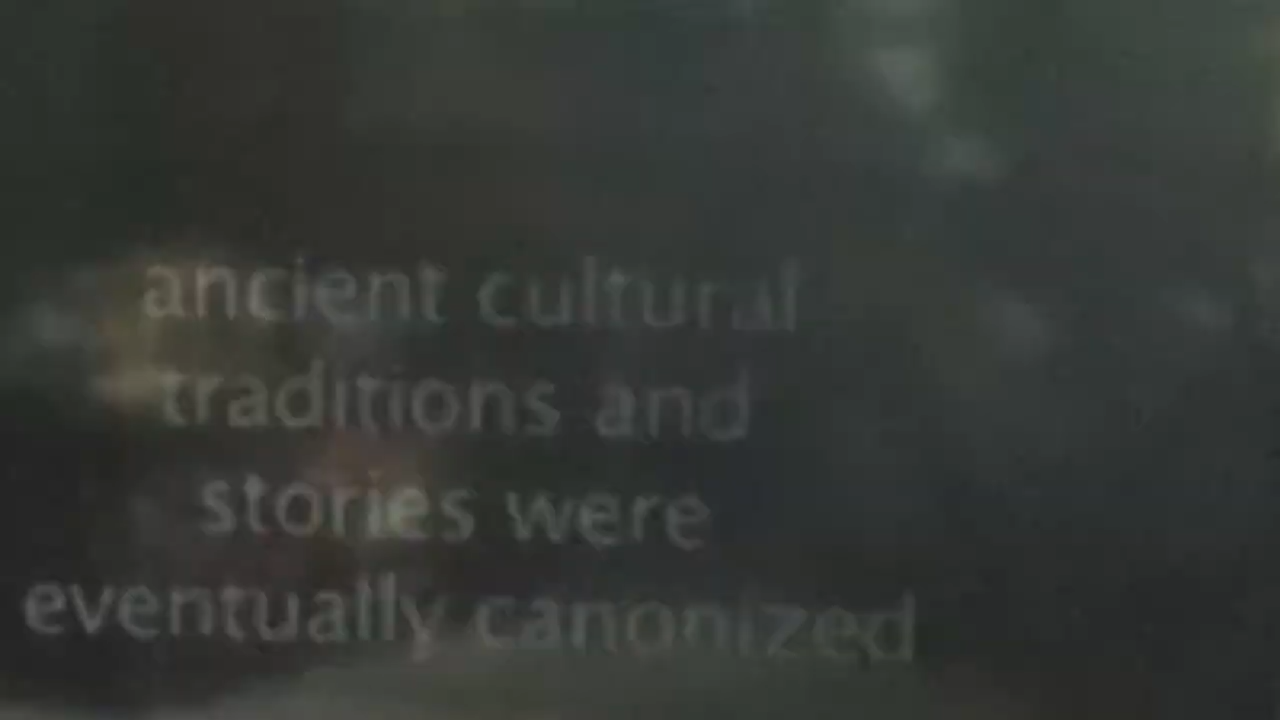 ancient cultural
traditions and
stories were
eventually canonized